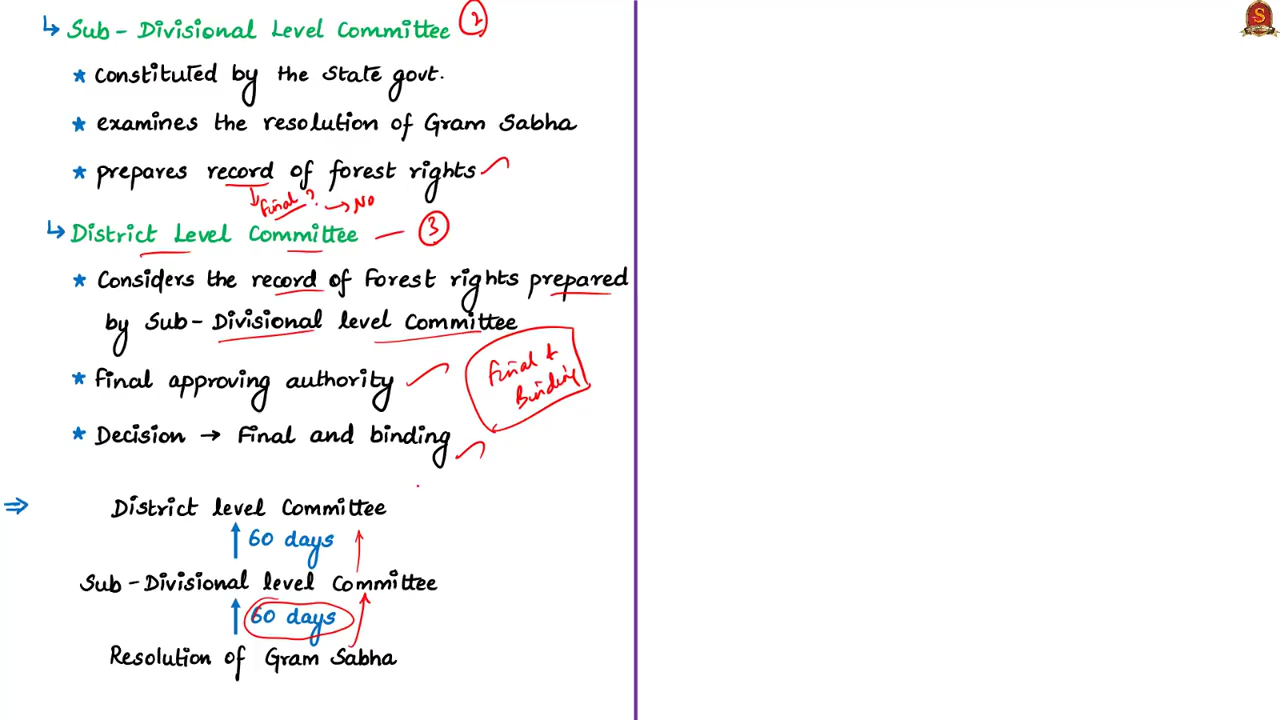 ↳ Sub-Divisional Level Committee 2
* constituted by the state govt.
* examines the resolution of Gram Sabha
* prepares record of forest rights
Final? → No
↳ District Level Committee — 3
* Considers the record of Forest rights prepared
by Sub-Divisional level Committee
* Final approving authority
Final &
Binding
* Decision → Final and binding
⇒ District level Committee
↑ 60 days
Sub-Divisional level Committee
↑ 60 days
Resolution of Gram Sabha
S